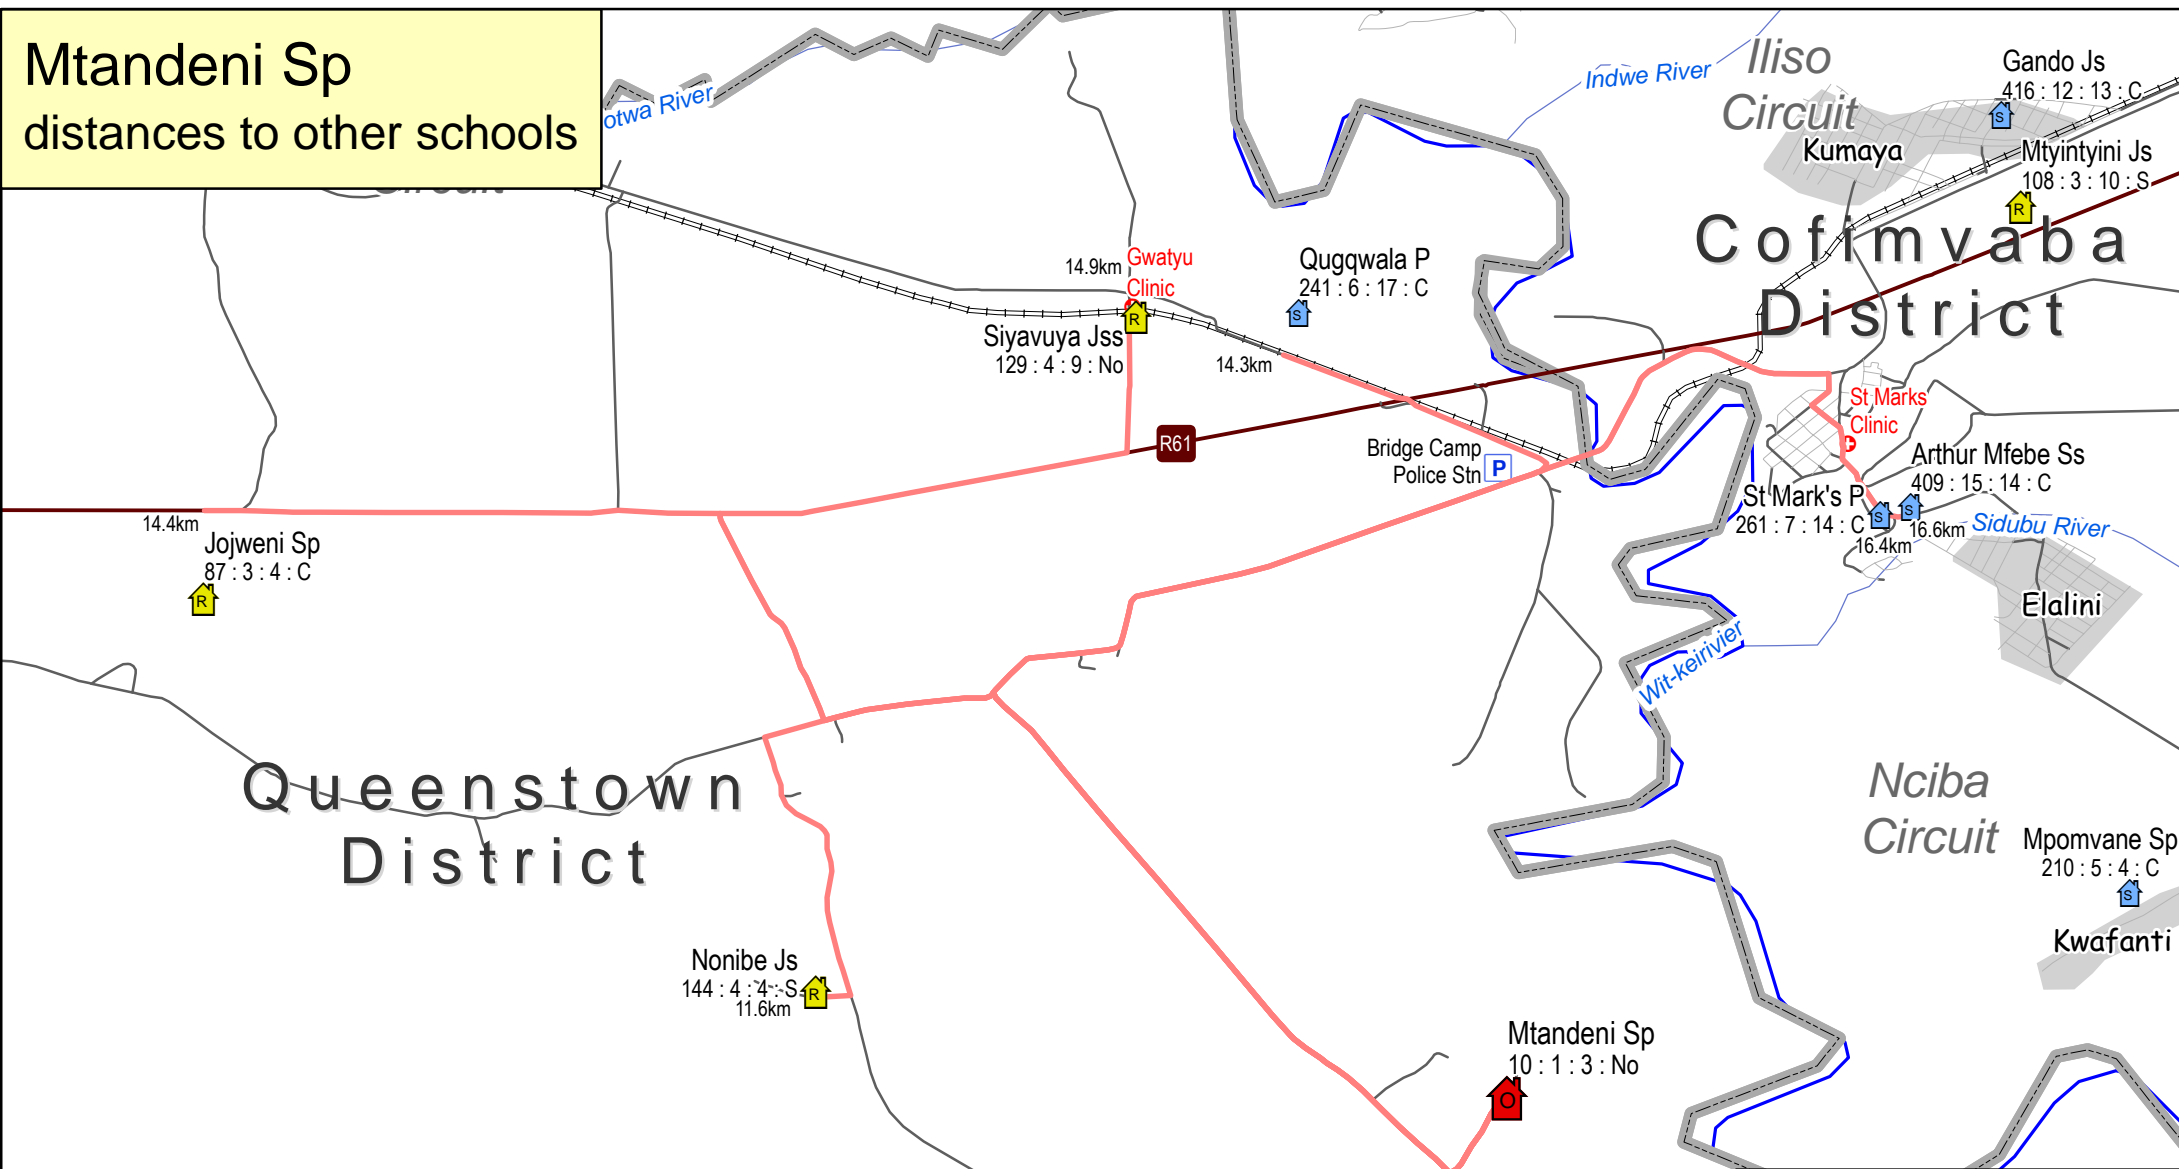 Mtandeni Sp
distances to other schools
otwa River
Circuit
Indwe River
Iliso
Circuit
Gando Js
416 : 12 : 13 : C
S
Kumaya
Mtyintyini Js
108 : 3 : 10 : S
R
Cofimvaba
District
14.9km
Gwatyu
Clinic
R
Siyavuya Jss
129 : 4 : 9 : No
Qugqwala P
241 : 6 : 17 : C
S
14.3km
R61
Bridge Camp
Police Stn
P
St Marks
Clinic
Arthur Mfebe Ss
409 : 15 : 14 : C
S
16.6km
St Mark's P
261 : 7 : 14 : C
S
16.4km
Sidubu River
14.4km
Jojweni Sp
87 : 3 : 4 : C
R
Elalini
Wit-keirivier
Queenstown
District
Nciba
Circuit
Mpomvane Sp
210 : 5 : 4 : C
S
Kwafanti
Nonibe Js
144 : 4 : 4 : S
R
11.6km
Mtandeni Sp
10 : 1 : 3 : No
O